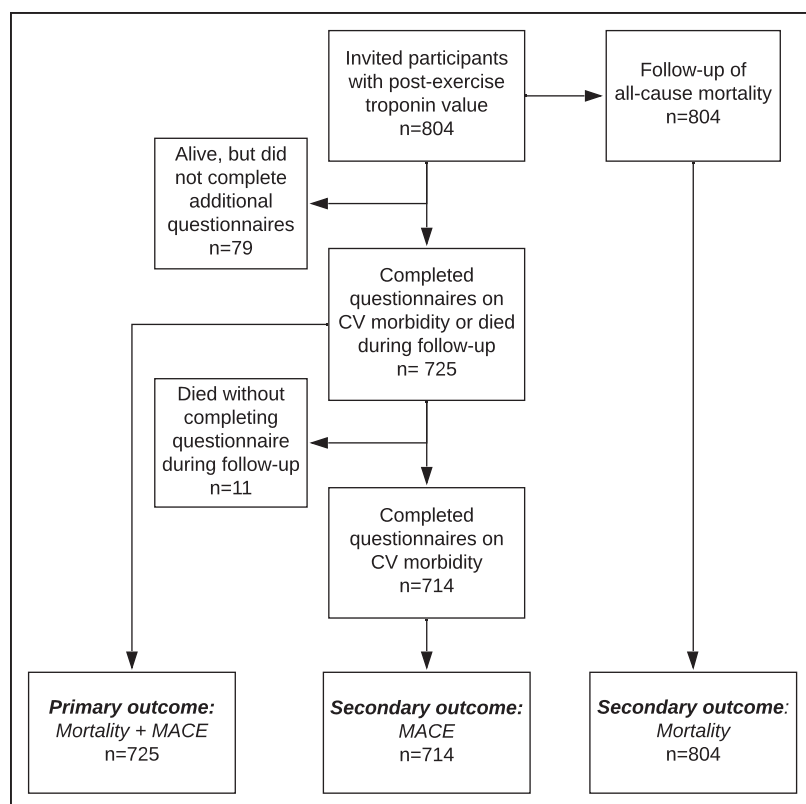 Invited participants
with post-exercise
troponin value
n=804
Follow-up of
all-cause mortality
n=804
Alive, but did
not complete
additional
questionnaires
n=79
Completed
questionnaires on
CV morbidity or died
during follow-up
n= 725
Died without
completing
questionnaire
during follow-up
n=11
Completed
questionnaires on
CV morbidity
n=714
Primary outcome:
Mortality + MACE
n=725
Secondary outcome:
MACE
n=714
Secondary outcome:
Mortality
n=804